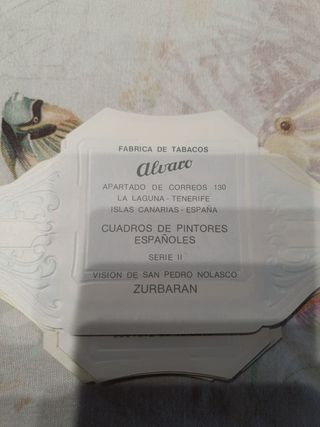 FABRICA DE TABACOS
Alvaro
APARTADO DE CORREOS 130
LA LAGUNA - TENERIFE
ISLAS CANARIAS - ESPAÑA
CUADROS DE PINTORES
ESPAÑOLES
SERIE II
VISION DE SAN PEDRO NOLASCO
ZURBARAN